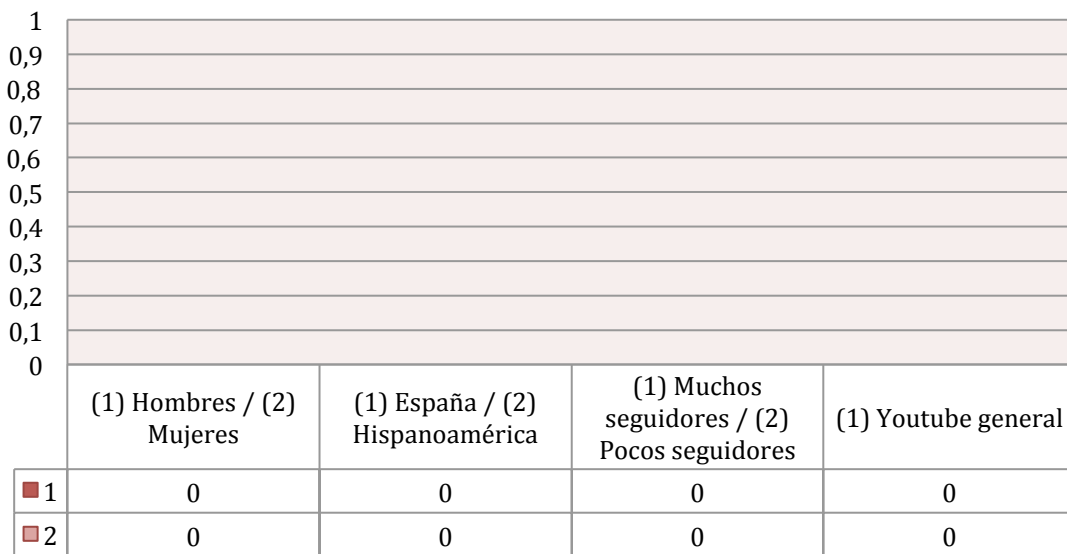 1
0,9
0,8
0,7
0,6
0,5
0,4
0,3
0,2
0,1
0
(1) Hombres / (2)
Mujeres
(1) España / (2)
Hispanoamérica
(1) Muchos
seguidores / (2)
Pocos seguidores
(1) Youtube general
1 0 0 0 0
2 0 0 0 0